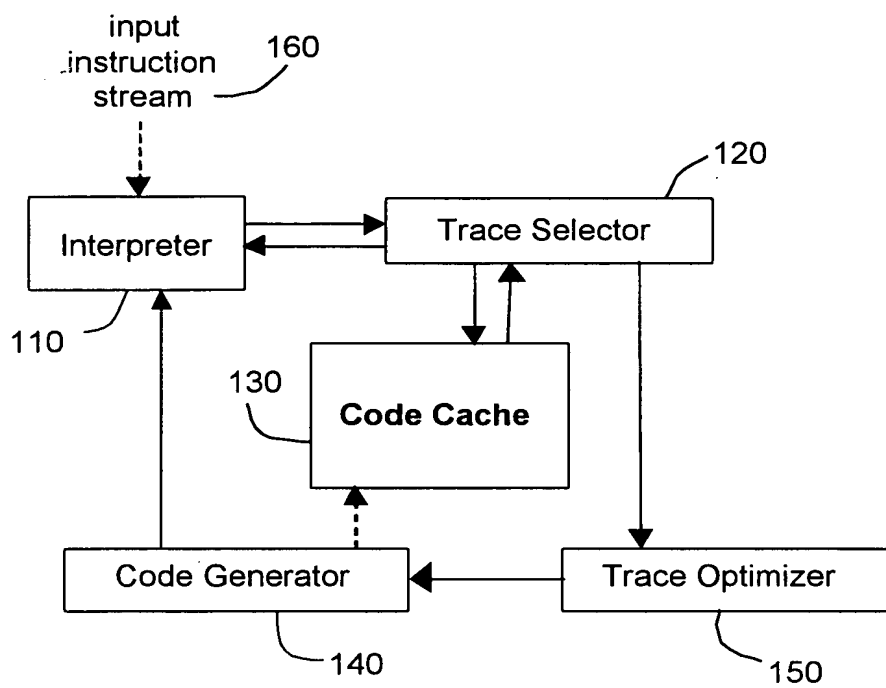 input
instruction
stream
160
120
Interpreter
Trace Selector
110
130
Code Cache
Code Generator
Trace Optimizer
140
150